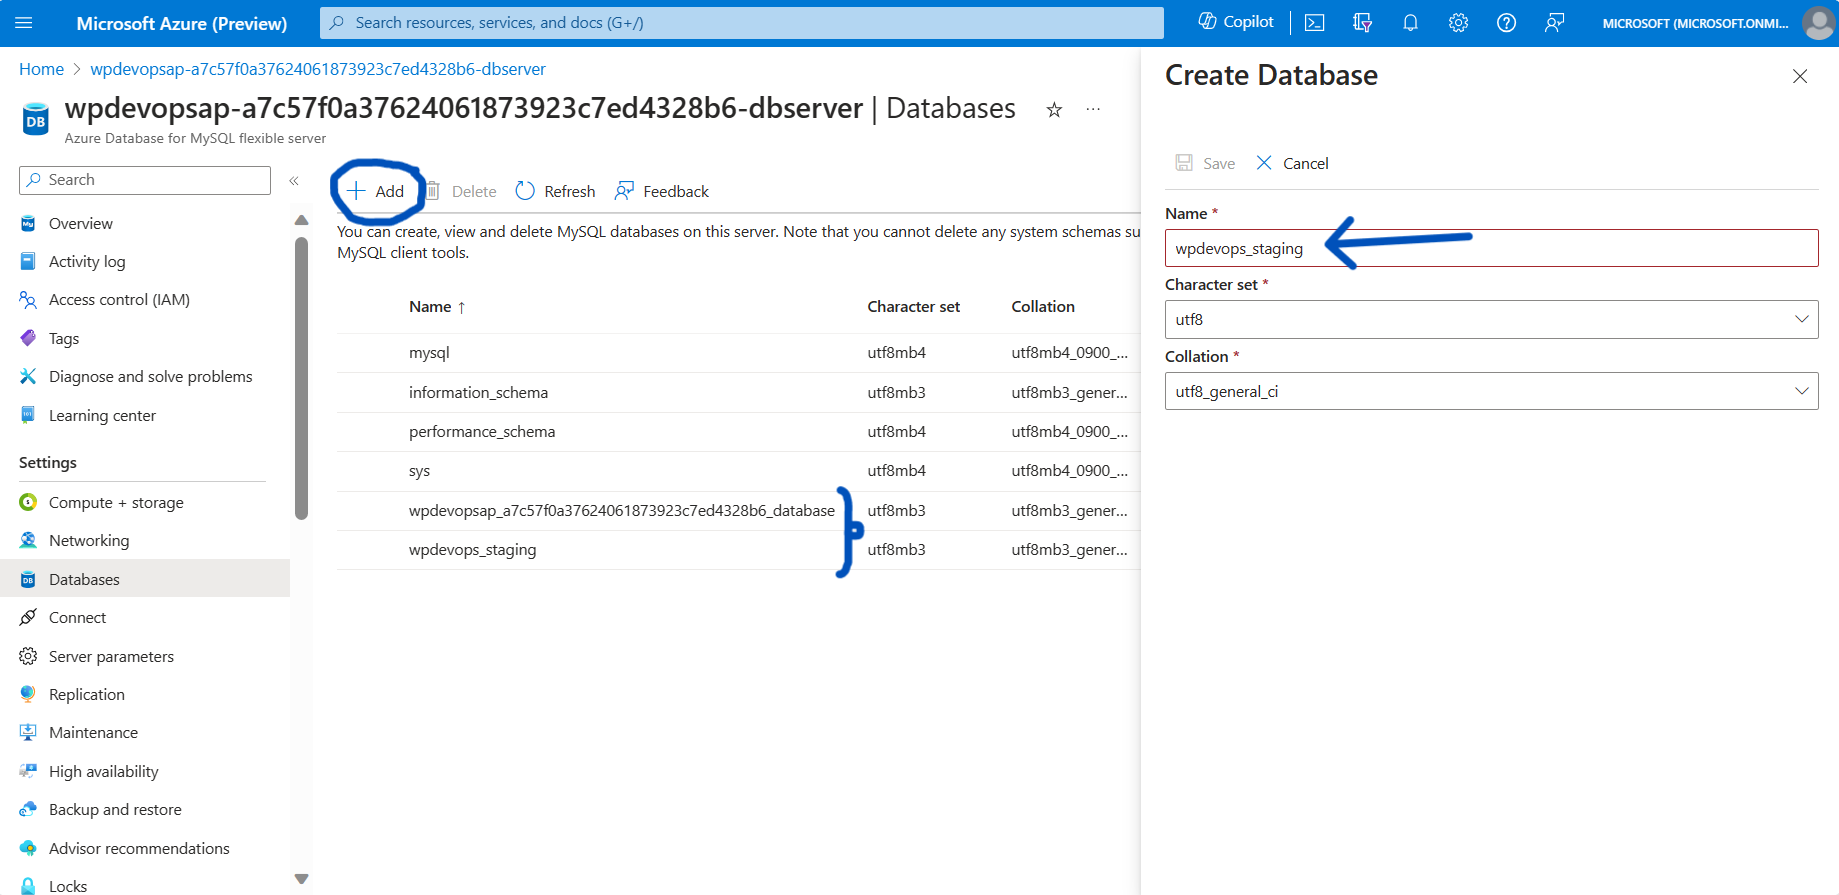 Microsoft Azure (Preview)
Search resources, services, and docs (G+/)
Copilot
MICROSOFT (MICROSOFT.ONMI...
Home > wpdevopsap-a7c57f0a37624061873923c7ed4328b6-dbserver
wpdevopsap-a7c57f0a37624061873923c7ed4328b6-dbserver | Databases
Azure Database for MySQL flexible server
Search
Overview
Activity log
Access control (IAM)
Tags
Diagnose and solve problems
Learning center
Settings
Compute + storage
Networking
Databases
Connect
Server parameters
Replication
Maintenance
High availability
Backup and restore
Advisor recommendations
Locks
Add Delete Refresh Feedback
You can create, view and delete MySQL databases on this server. Note that you cannot delete any system schemas su
MySQL client tools.
Name ↑ Character set Collation
mysql utf8mb4 utf8mb4_0900_...
information_schema utf8mb3 utf8mb3_gener...
performance_schema utf8mb4 utf8mb4_0900_...
sys utf8mb4 utf8mb4_0900_...
wpdevopsap_a7c57f0a37624061873923c7ed4328b6_database utf8mb3 utf8mb3_gener...
wpdevops_staging utf8mb3 utf8mb3_gener...
Create Database
Save Cancel
Name *
wpdevops_staging
Character set *
utf8
Collation *
utf8_general_ci